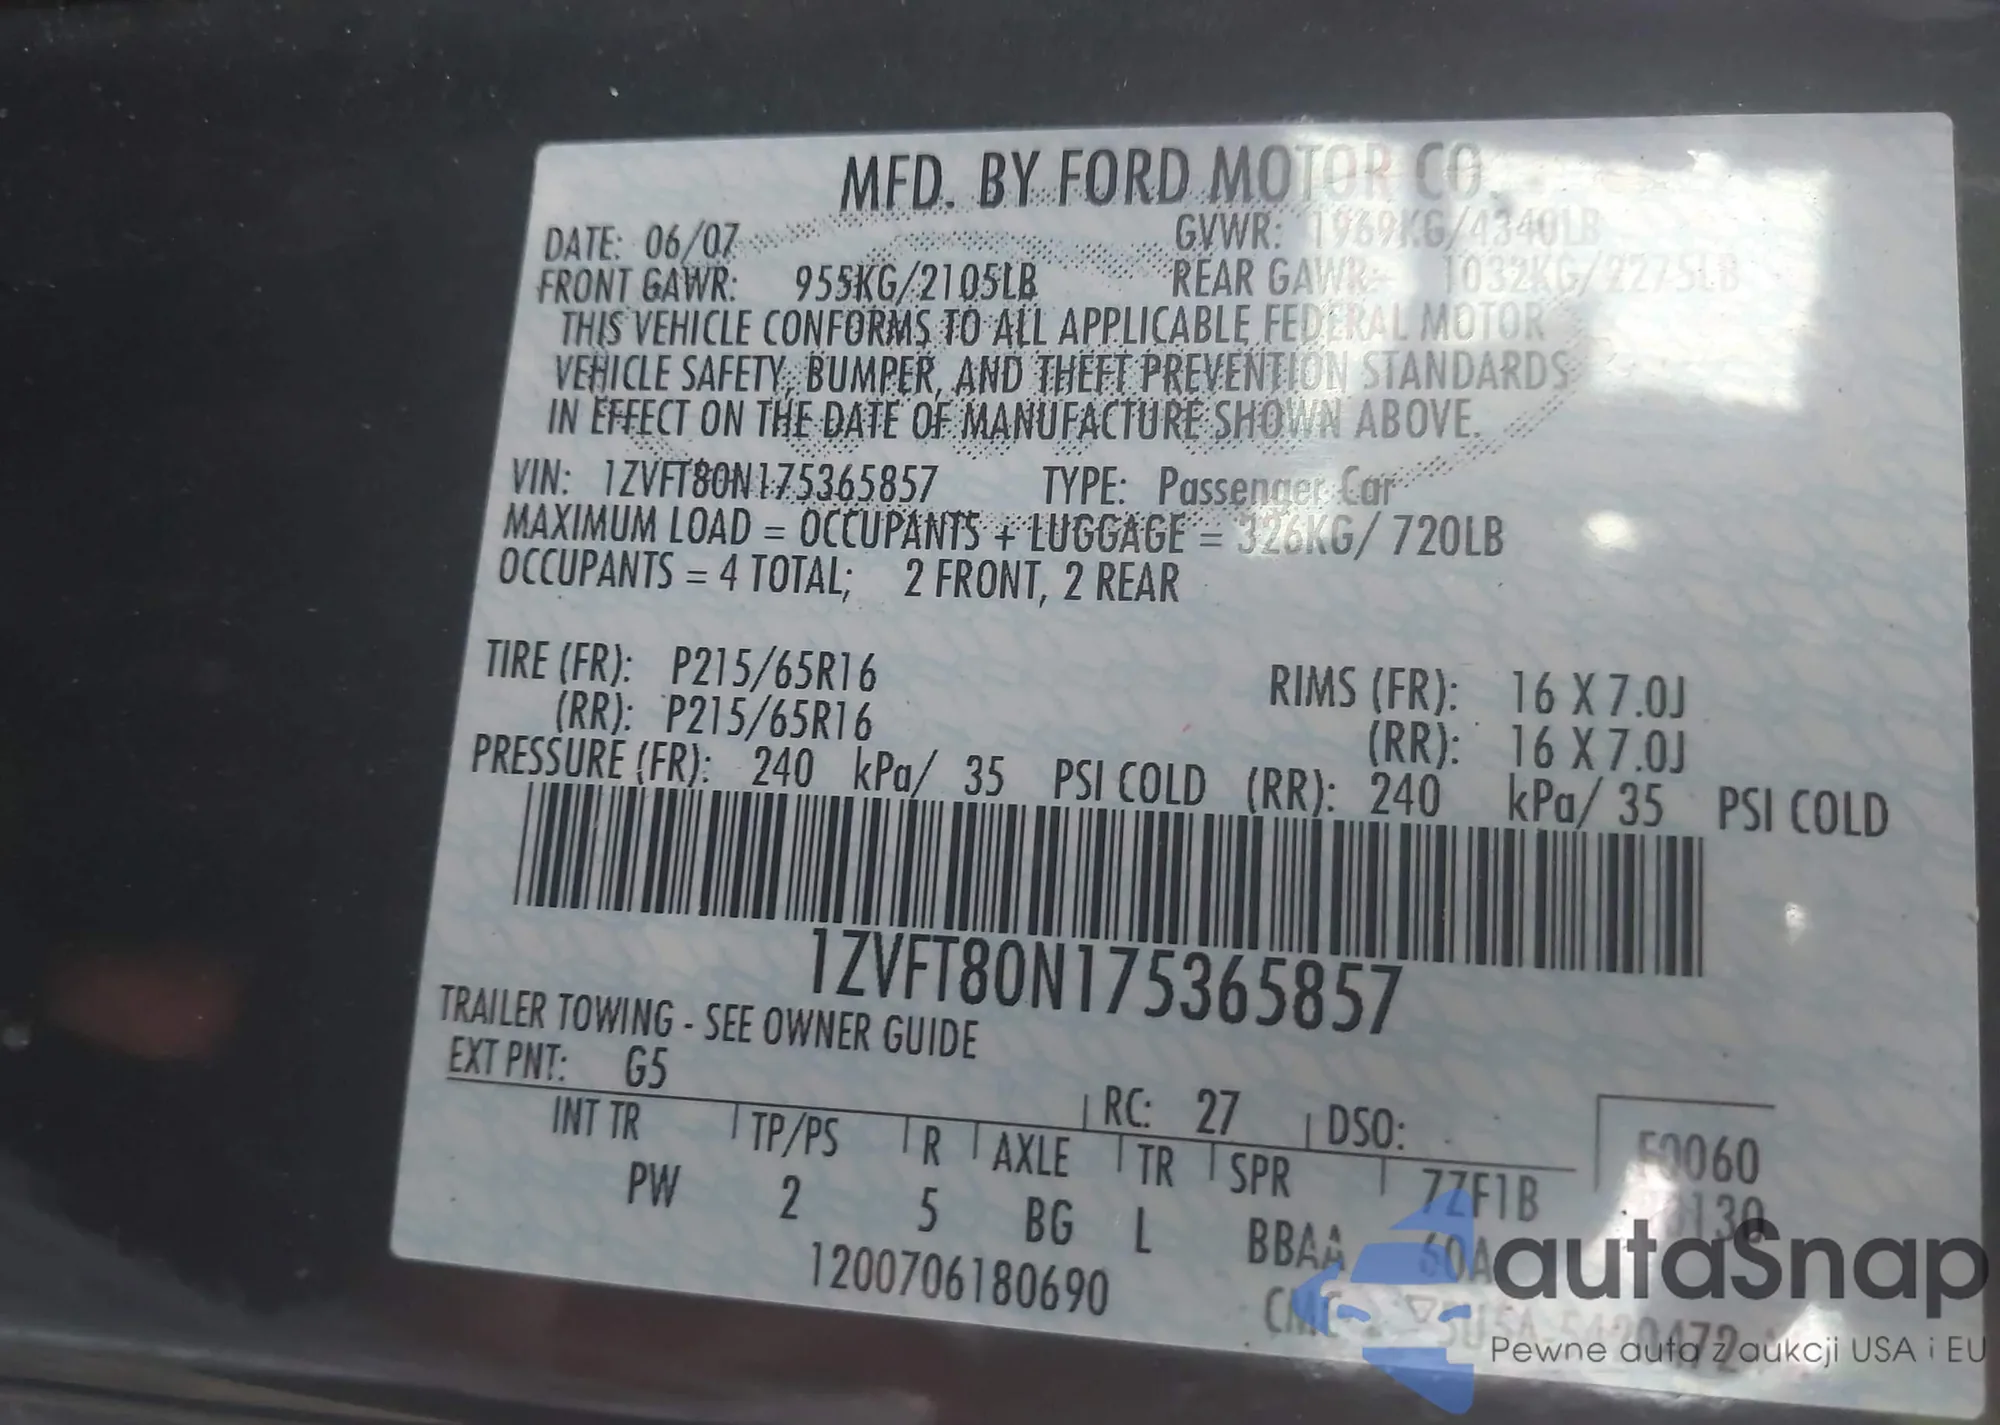 MFD. BY FORD MOTOR CO.
DATE: 06/07 GVWR: 1969KG/4340LB
FRONT GAWR: 955KG/2105LB REAR GAWR: 1032KG/2275LB
THIS VEHICLE CONFORMS TO ALL APPLICABLE FEDERAL MOTOR
VEHICLE SAFETY, BUMPER, AND THEFT PREVENTION STANDARDS
IN EFFECT ON THE DATE OF MANUFACTURE SHOWN ABOVE.
VIN: 1ZVFT80N175365857 TYPE: Passenger Car
MAXIMUM LOAD = OCCUPANTS + LUGGAGE = 326KG/ 720LB
OCCUPANTS = 4 TOTAL; 2 FRONT, 2 REAR
TIRE (FR): P215/65R16 RIMS (FR): 16 X 7.0J
(RR): P215/65R16 (RR): 16 X 7.0J
PRESSURE (FR): 240 kPa/ 35 PSI COLD (RR): 240 kPa/ 35 PSI COLD
1ZVFT80N175365857
TRAILER TOWING - SEE OWNER GUIDE
EXT PNT: G5 RC: 27 DSO: F0060
INT TR TP/PS R AXLE TR SPR 7ZF1B
PW 2 5 BG L BBAA 60A
1200706180690
autaSnap
Pewne auta z aukcji USA i EU